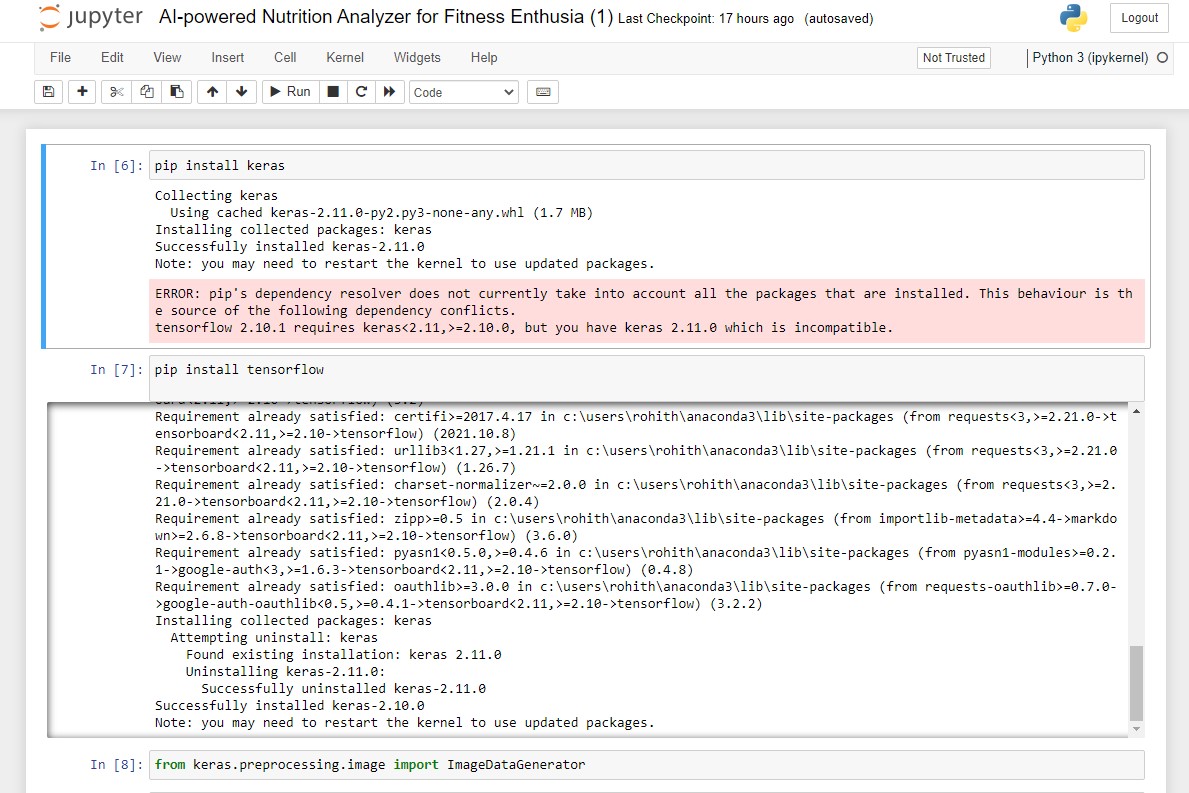 jupyter AI-powered Nutrition Analyzer for Fitness Enthusia (1) Last Checkpoint: 17 hours ago (autosaved) Logout
File Edit View Insert Cell Kernel Widgets Help Not Trusted Python 3 (ipykernel)
Run Code
In [6]: pip install keras
Collecting keras
  Using cached keras-2.11.0-py2.py3-none-any.whl (1.7 MB)
Installing collected packages: keras
Successfully installed keras-2.11.0
Note: you may need to restart the kernel to use updated packages.
ERROR: pip's dependency resolver does not currently take into account all the packages that are installed. This behaviour is th
e source of the following dependency conflicts.
tensorflow 2.10.1 requires keras<2.11,>=2.10.0, but you have keras 2.11.0 which is incompatible.
In [7]: pip install tensorflow
Requirement already satisfied: certifi>=2017.4.17 in c:\users\rohith\anaconda3\lib\site-packages (from requests<3,>=2.21.0->t
ensorboard<2.11,>=2.10->tensorflow) (2021.10.8)
Requirement already satisfied: urllib3<1.27,>=1.21.1 in c:\users\rohith\anaconda3\lib\site-packages (from requests<3,>=2.21.0
->tensorboard<2.11,>=2.10->tensorflow) (1.26.7)
Requirement already satisfied: charset-normalizer~=2.0.0 in c:\users\rohith\anaconda3\lib\site-packages (from requests<3,>=2.
21.0->tensorboard<2.11,>=2.10->tensorflow) (2.0.4)
Requirement already satisfied: zipp>=0.5 in c:\users\rohith\anaconda3\lib\site-packages (from importlib-metadata>=4.4->markdo
wn>=2.6.8->tensorboard<2.11,>=2.10->tensorflow) (3.6.0)
Requirement already satisfied: pyasn1<0.5.0,>=0.4.6 in c:\users\rohith\anaconda3\lib\site-packages (from pyasn1-modules>=0.2.
1->google-auth<3,>=1.6.3->tensorboard<2.11,>=2.10->tensorflow) (0.4.8)
Requirement already satisfied: oauthlib>=3.0.0 in c:\users\rohith\anaconda3\lib\site-packages (from requests-oauthlib>=0.7.0-
>google-auth-oauthlib<0.5,>=0.4.1->tensorboard<2.11,>=2.10->tensorflow) (3.2.2)
Installing collected packages: keras
  Attempting uninstall: keras
    Found existing installation: keras 2.11.0
    Uninstalling keras-2.11.0:
      Successfully uninstalled keras-2.11.0
Successfully installed keras-2.10.0
Note: you may need to restart the kernel to use updated packages.
In [8]: from keras.preprocessing.image import ImageDataGenerator